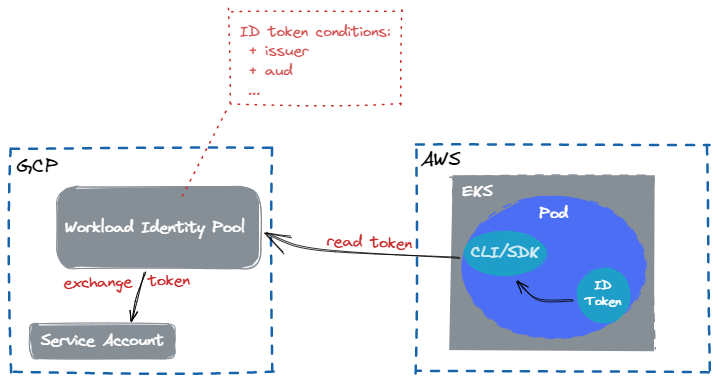 ID token conditions:
+ issuer
+ aud
...
GCP
Workload Identity Pool
exchange token
Service Account
read token
AWS
EKS
Pod
CLI/SDK
ID
Token